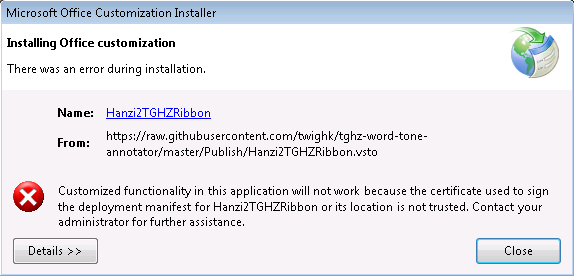 Microsoft Office Customization Installer
Installing Office customization
There was an error during installation.
Name: Hanzi2TGHZRibbon
From: https://raw.githubusercontent.com/twighk/tghz-word-tone-
annotator/master/Publish/Hanzi2TGHZRibbon.vsto
Customized functionality in this application will not work because the certificate used to sign
the deployment manifest for Hanzi2TGHZRibbon or its location is not trusted. Contact your
administrator for further assistance.
Details >> Close